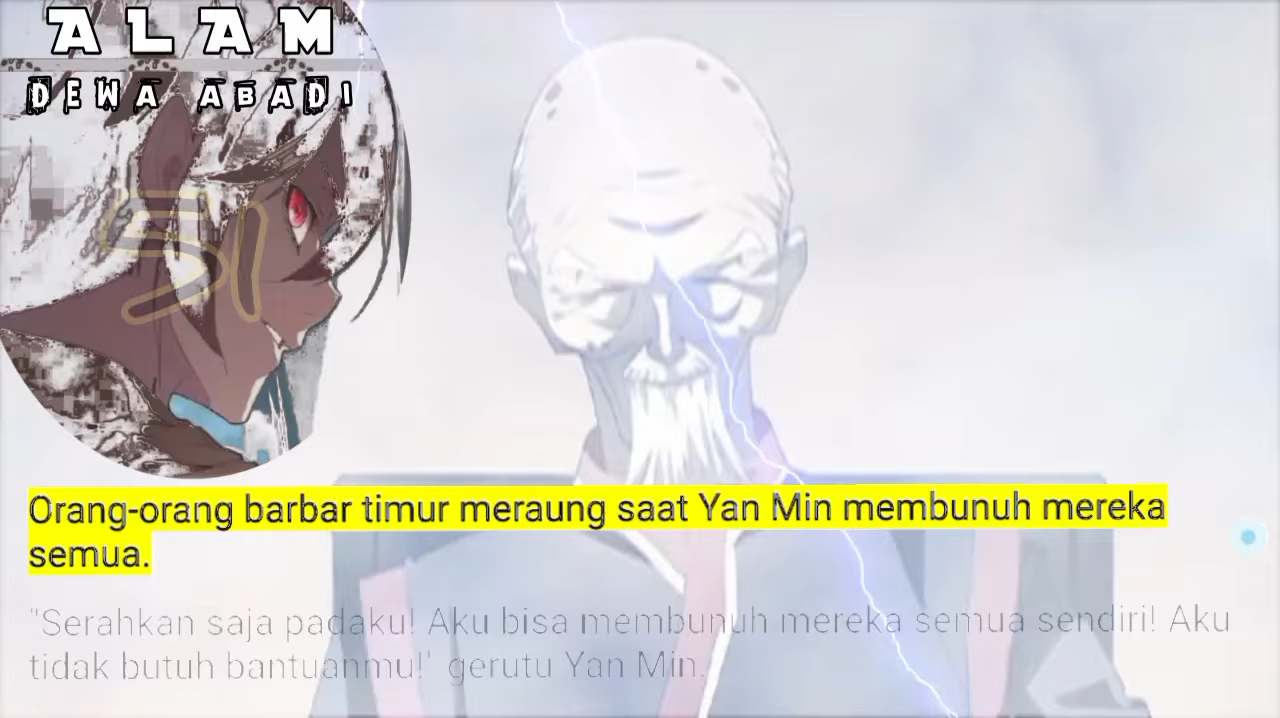 ALAM
DEWA ABADI
51
Orang-orang barbar timur meraung saat Yan Min membunuh mereka
semua.
"Serahkan saja padaku! Aku bisa membunuh mereka semua sendiri! Aku
tidak butuh bantuanmu!" gerutu Yan Min.